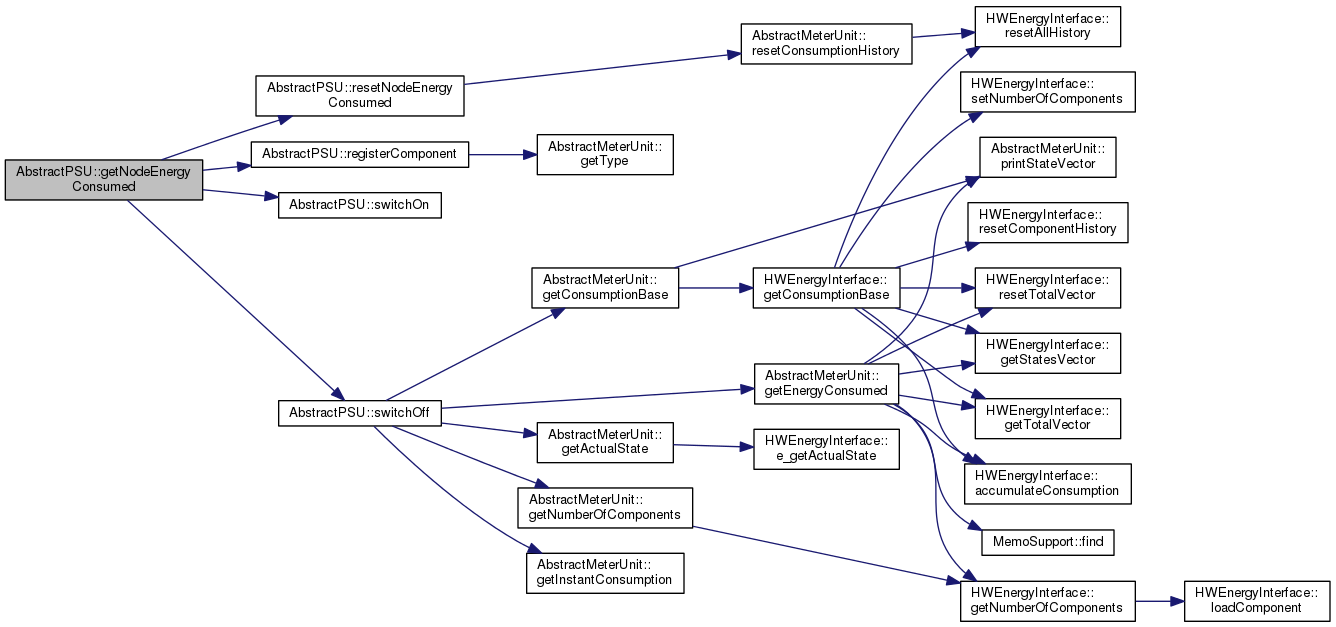 AbstractPSU::getNodeEnergy
Consumed
AbstractPSU::resetNodeEnergy
Consumed
AbstractPSU::registerComponent
AbstractPSU::switchOn
AbstractPSU::switchOff
AbstractMeterUnit::
resetConsumptionHistory
AbstractMeterUnit::
getType
AbstractMeterUnit::
getConsumptionBase
AbstractMeterUnit::
getActualState
AbstractMeterUnit::
getNumberOfComponents
AbstractMeterUnit::
getInstantConsumption
HWEnergyInterface::
getConsumptionBase
AbstractMeterUnit::
getEnergyConsumed
HWEnergyInterface::
e_getActualState
HWEnergyInterface::
resetAllHistory
HWEnergyInterface::
setNumberOfComponents
AbstractMeterUnit::
printStateVector
HWEnergyInterface::
resetComponentHistory
HWEnergyInterface::
resetTotalVector
HWEnergyInterface::
getStatesVector
HWEnergyInterface::
getTotalVector
HWEnergyInterface::
accumulateConsumption
MemoSupport::find
HWEnergyInterface::
getNumberOfComponents
HWEnergyInterface::
loadComponent